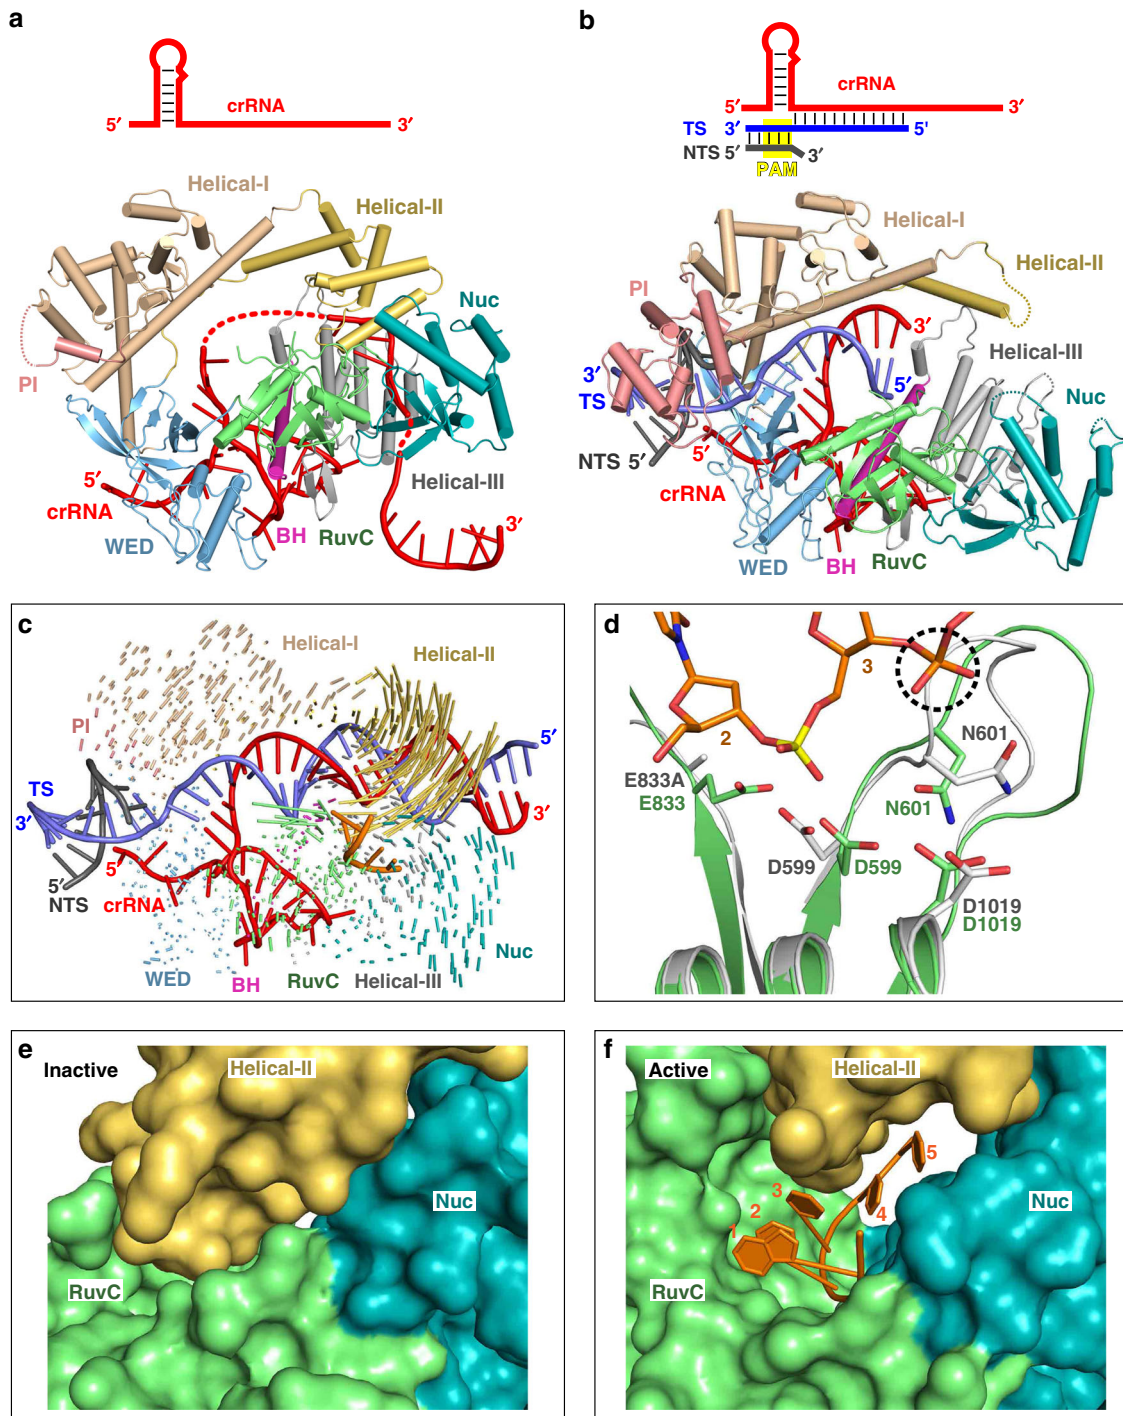 a
crRNA
5′
3′
Helical-I
Helical-II
Nuc
PI
5′
crRNA
WED
BH
RuvC
Helical-III
3′
b
5′
crRNA
3′
TS
3′
5'
NTS
5′
3′
PAM
Helical-I
Helical-II
PI
3′
Helical-III
3′
TS
5′
Nuc
NTS
5′
5′
crRNA
WED
BH
RuvC
c
Helical-I
Helical-II
PI
5′
TS
3′
3′
5′
5′
NTS
crRNA
WED
BH
RuvC
Helical-III
Nuc
d
3
2
N601
E833A
E833
N601
D599
D599
D1019
D1019
e
Inactive
Helical-II
Nuc
RuvC
f
Active
Helical-II
5
3
4
2
1
Nuc
RuvC